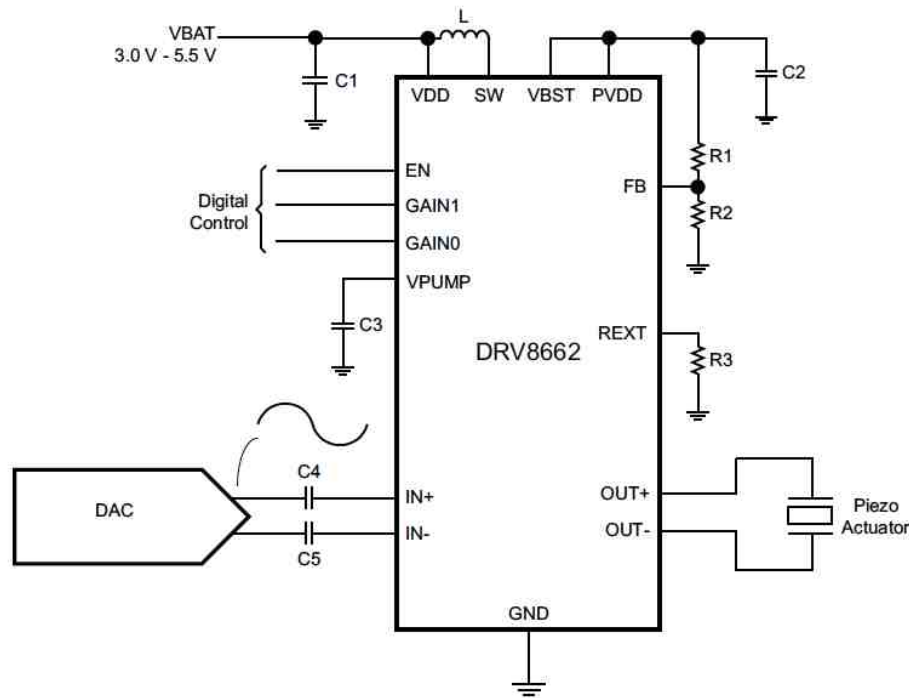 L
VBAT
3.0 V - 5.5 V
C1
C2
VDD SW VBST PVDD
R1
EN
FB
Digital
Control
GAIN1
R2
GAIN0
VPUMP
C3
REXT
DRV8662
R3
C4
DAC
IN+
OUT+
Piezo
Actuator
IN-
OUT-
C5
GND